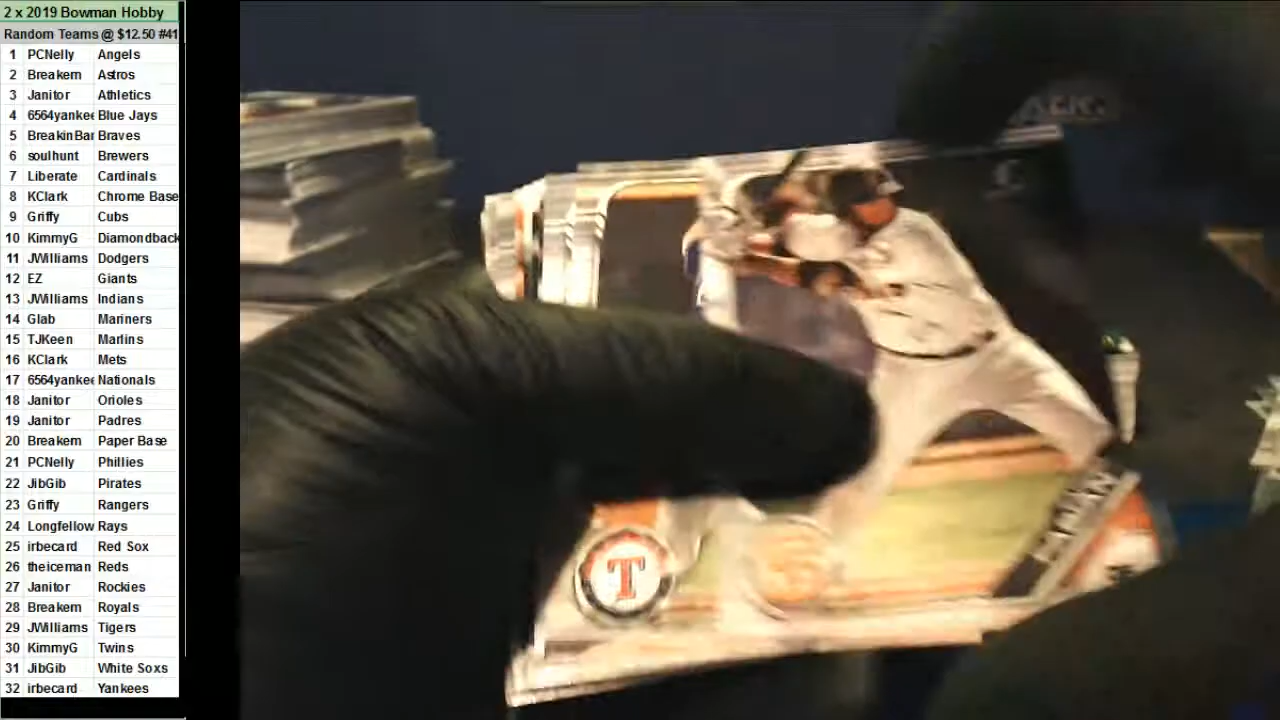 2 x 2019 Bowman Hobby
Random Teams @ $12.50 #41
1 PCNelly Angels
2 Breakem Astros
3 Janitor Athletics
4 6564yankee Blue Jays
5 BreakinBar Braves
6 soulhunt Brewers
7 Liberate Cardinals
8 KClark Chrome Base
9 Griffy Cubs
10 KimmyG Diamondback
11 JWilliams Dodgers
12 EZ Giants
13 JWilliams Indians
14 Glab Mariners
15 TJKeen Marlins
16 KClark Mets
17 6564yankee Nationals
18 Janitor Orioles
19 Janitor Padres
20 Breakem Paper Base
21 PCNelly Phillies
22 JibGib Pirates
23 Griffy Rangers
24 Longfellow Rays
25 irbecard Red Sox
26 theiceman Reds
27 Janitor Rockies
28 Breakem Royals
29 JWilliams Tigers
30 KimmyG Twins
31 JibGib White Soxs
32 irbecard Yankees
T